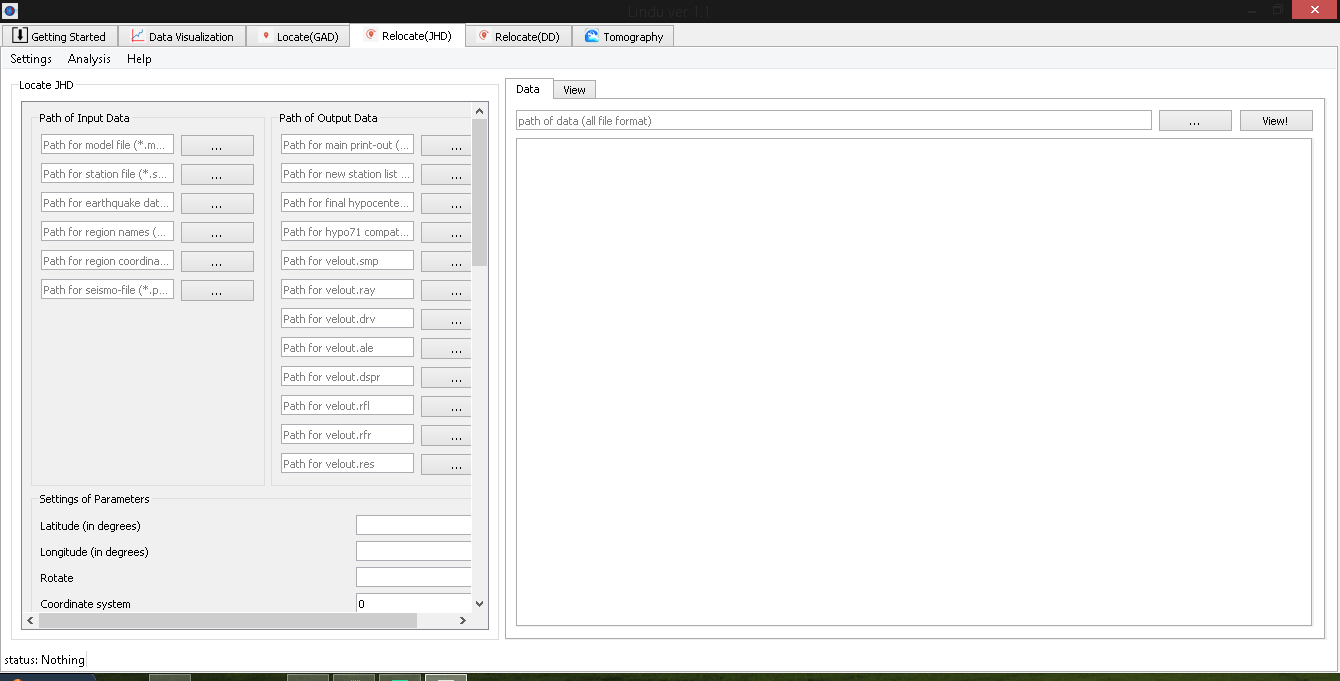 Lindu ver 1.1
Getting Started Data Visualization Locate(GAD) Relocate(JHD) Relocate(DD) Tomography
Settings Analysis Help
Locate JHD
Path of Input Data
Path for model file (*.m... ...
Path for station file (*.s... ...
Path for earthquake dat... ...
Path for region names (... ...
Path for region coordina... ...
Path for seismo-file (*.p... ...
Path of Output Data
Path for main print-out (... ...
Path for new station list ... ...
Path for final hypocente... ...
Path for hypo71 compat... ...
Path for velout.smp ...
Path for velout.ray ...
Path for velout.drv ...
Path for velout.ale ...
Path for velout.dspr ...
Path for velout.rfl ...
Path for velout.rfr ...
Path for velout.res ...
Settings of Parameters
Latitude (in degrees)
Longitude (in degrees)
Rotate
Coordinate system 0
Data View
path of data (all file format) ... View!
status: Nothing